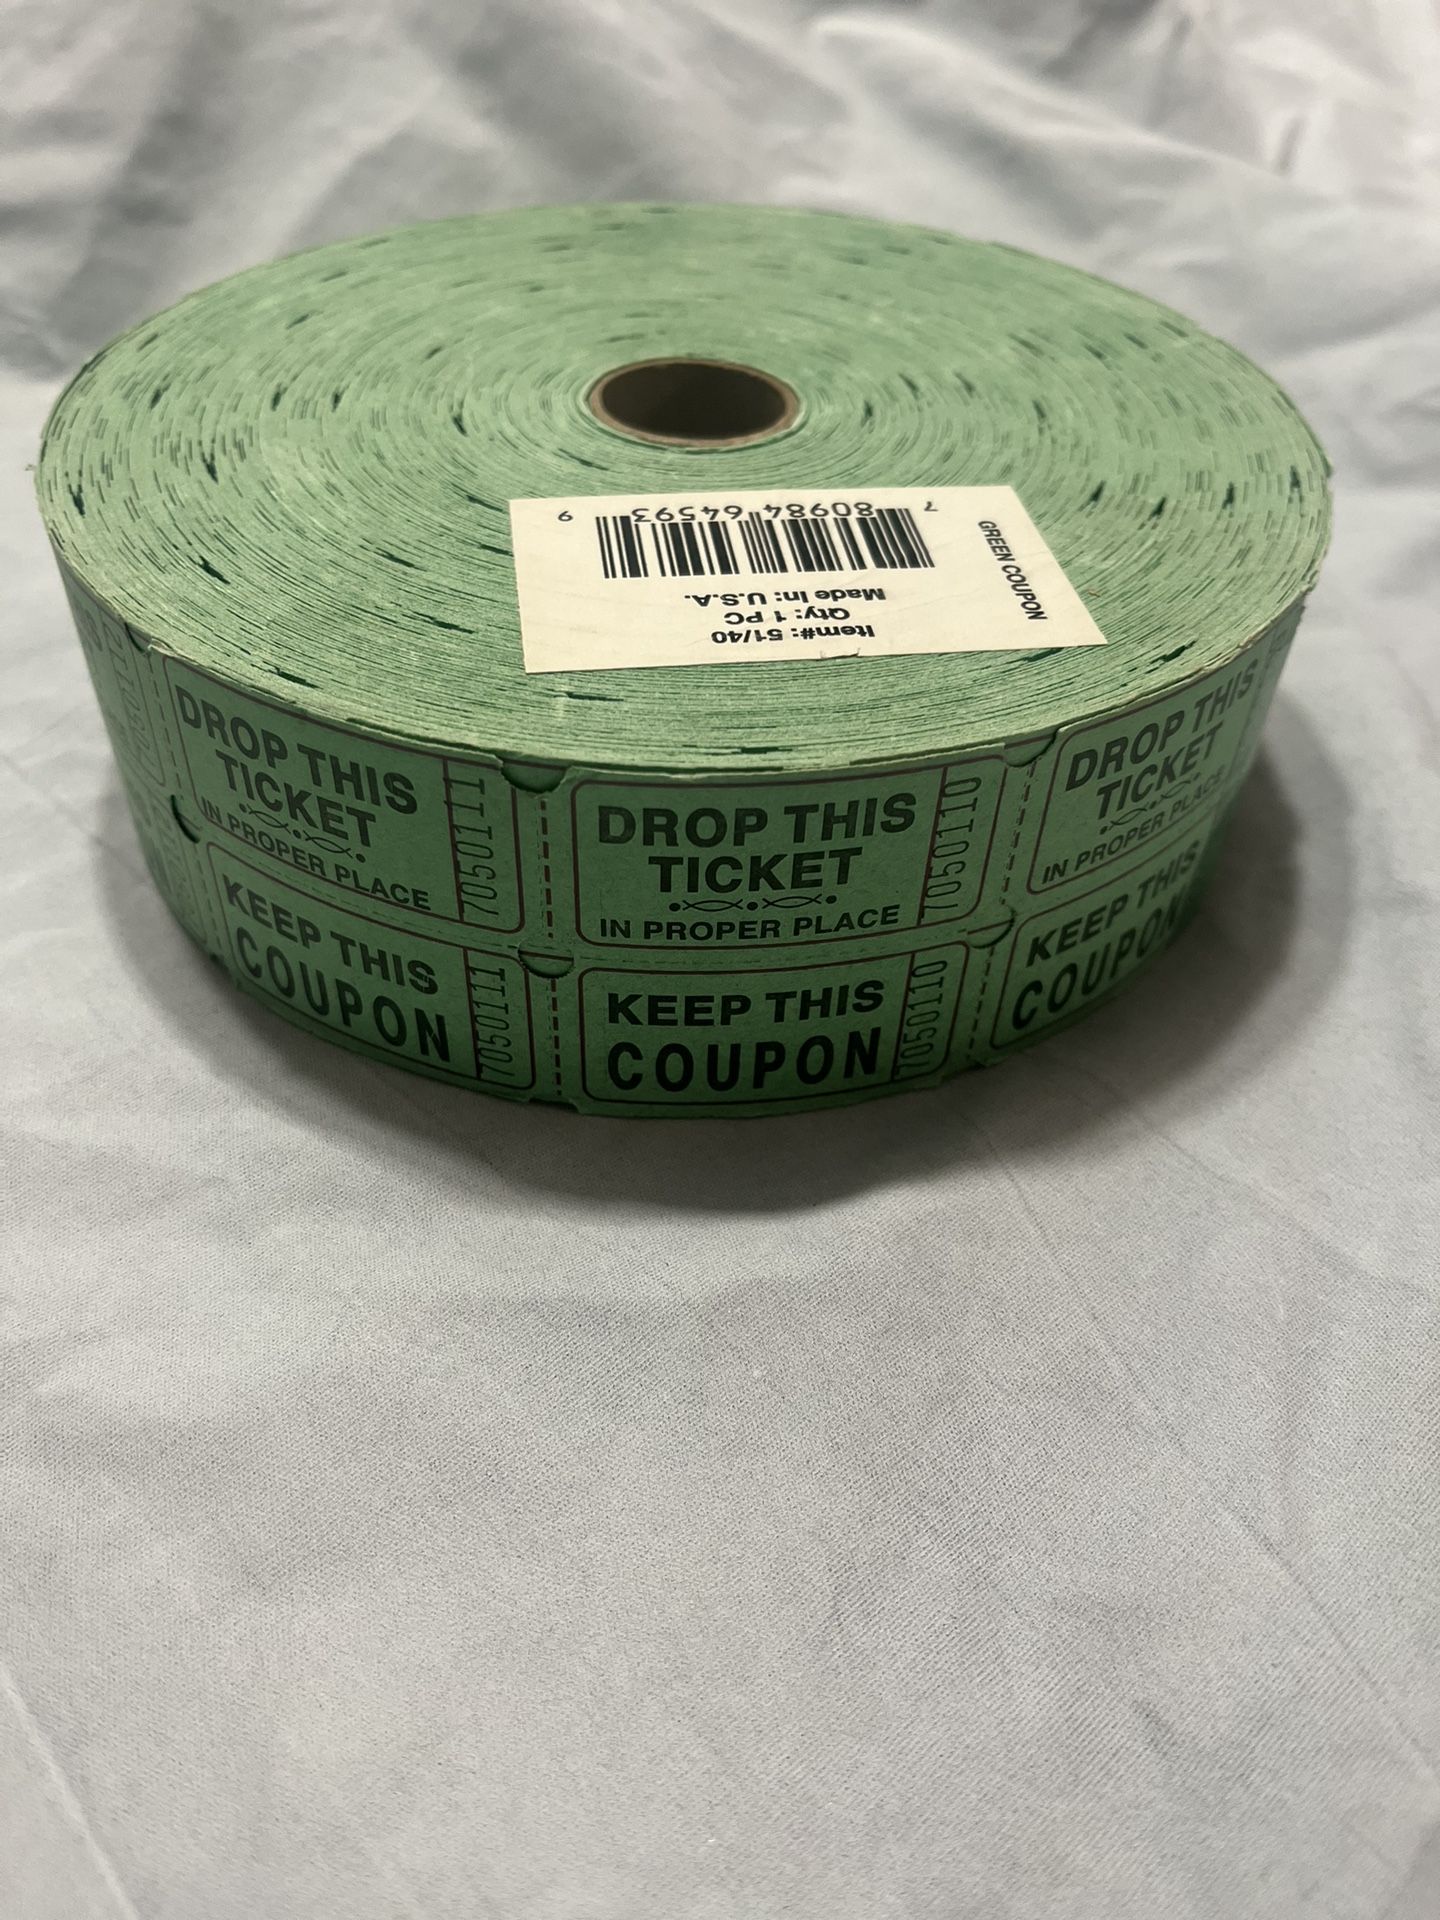 GREEN COUPON
Item#: 51/40
Qty: 1 PC
Made In: U.S.A.
7 80984 64593 9
DROP THIS
TICKET
IN PROPER PLACE
7050111
KEEP THIS
COUPON
7050111
DROP THIS
TICKET
IN PROPER PLACE
7050110
KEEP THIS
COUPON
7050110
DROP THIS
TICKET
IN PROPER PLACE
KEEP THIS
COUPON